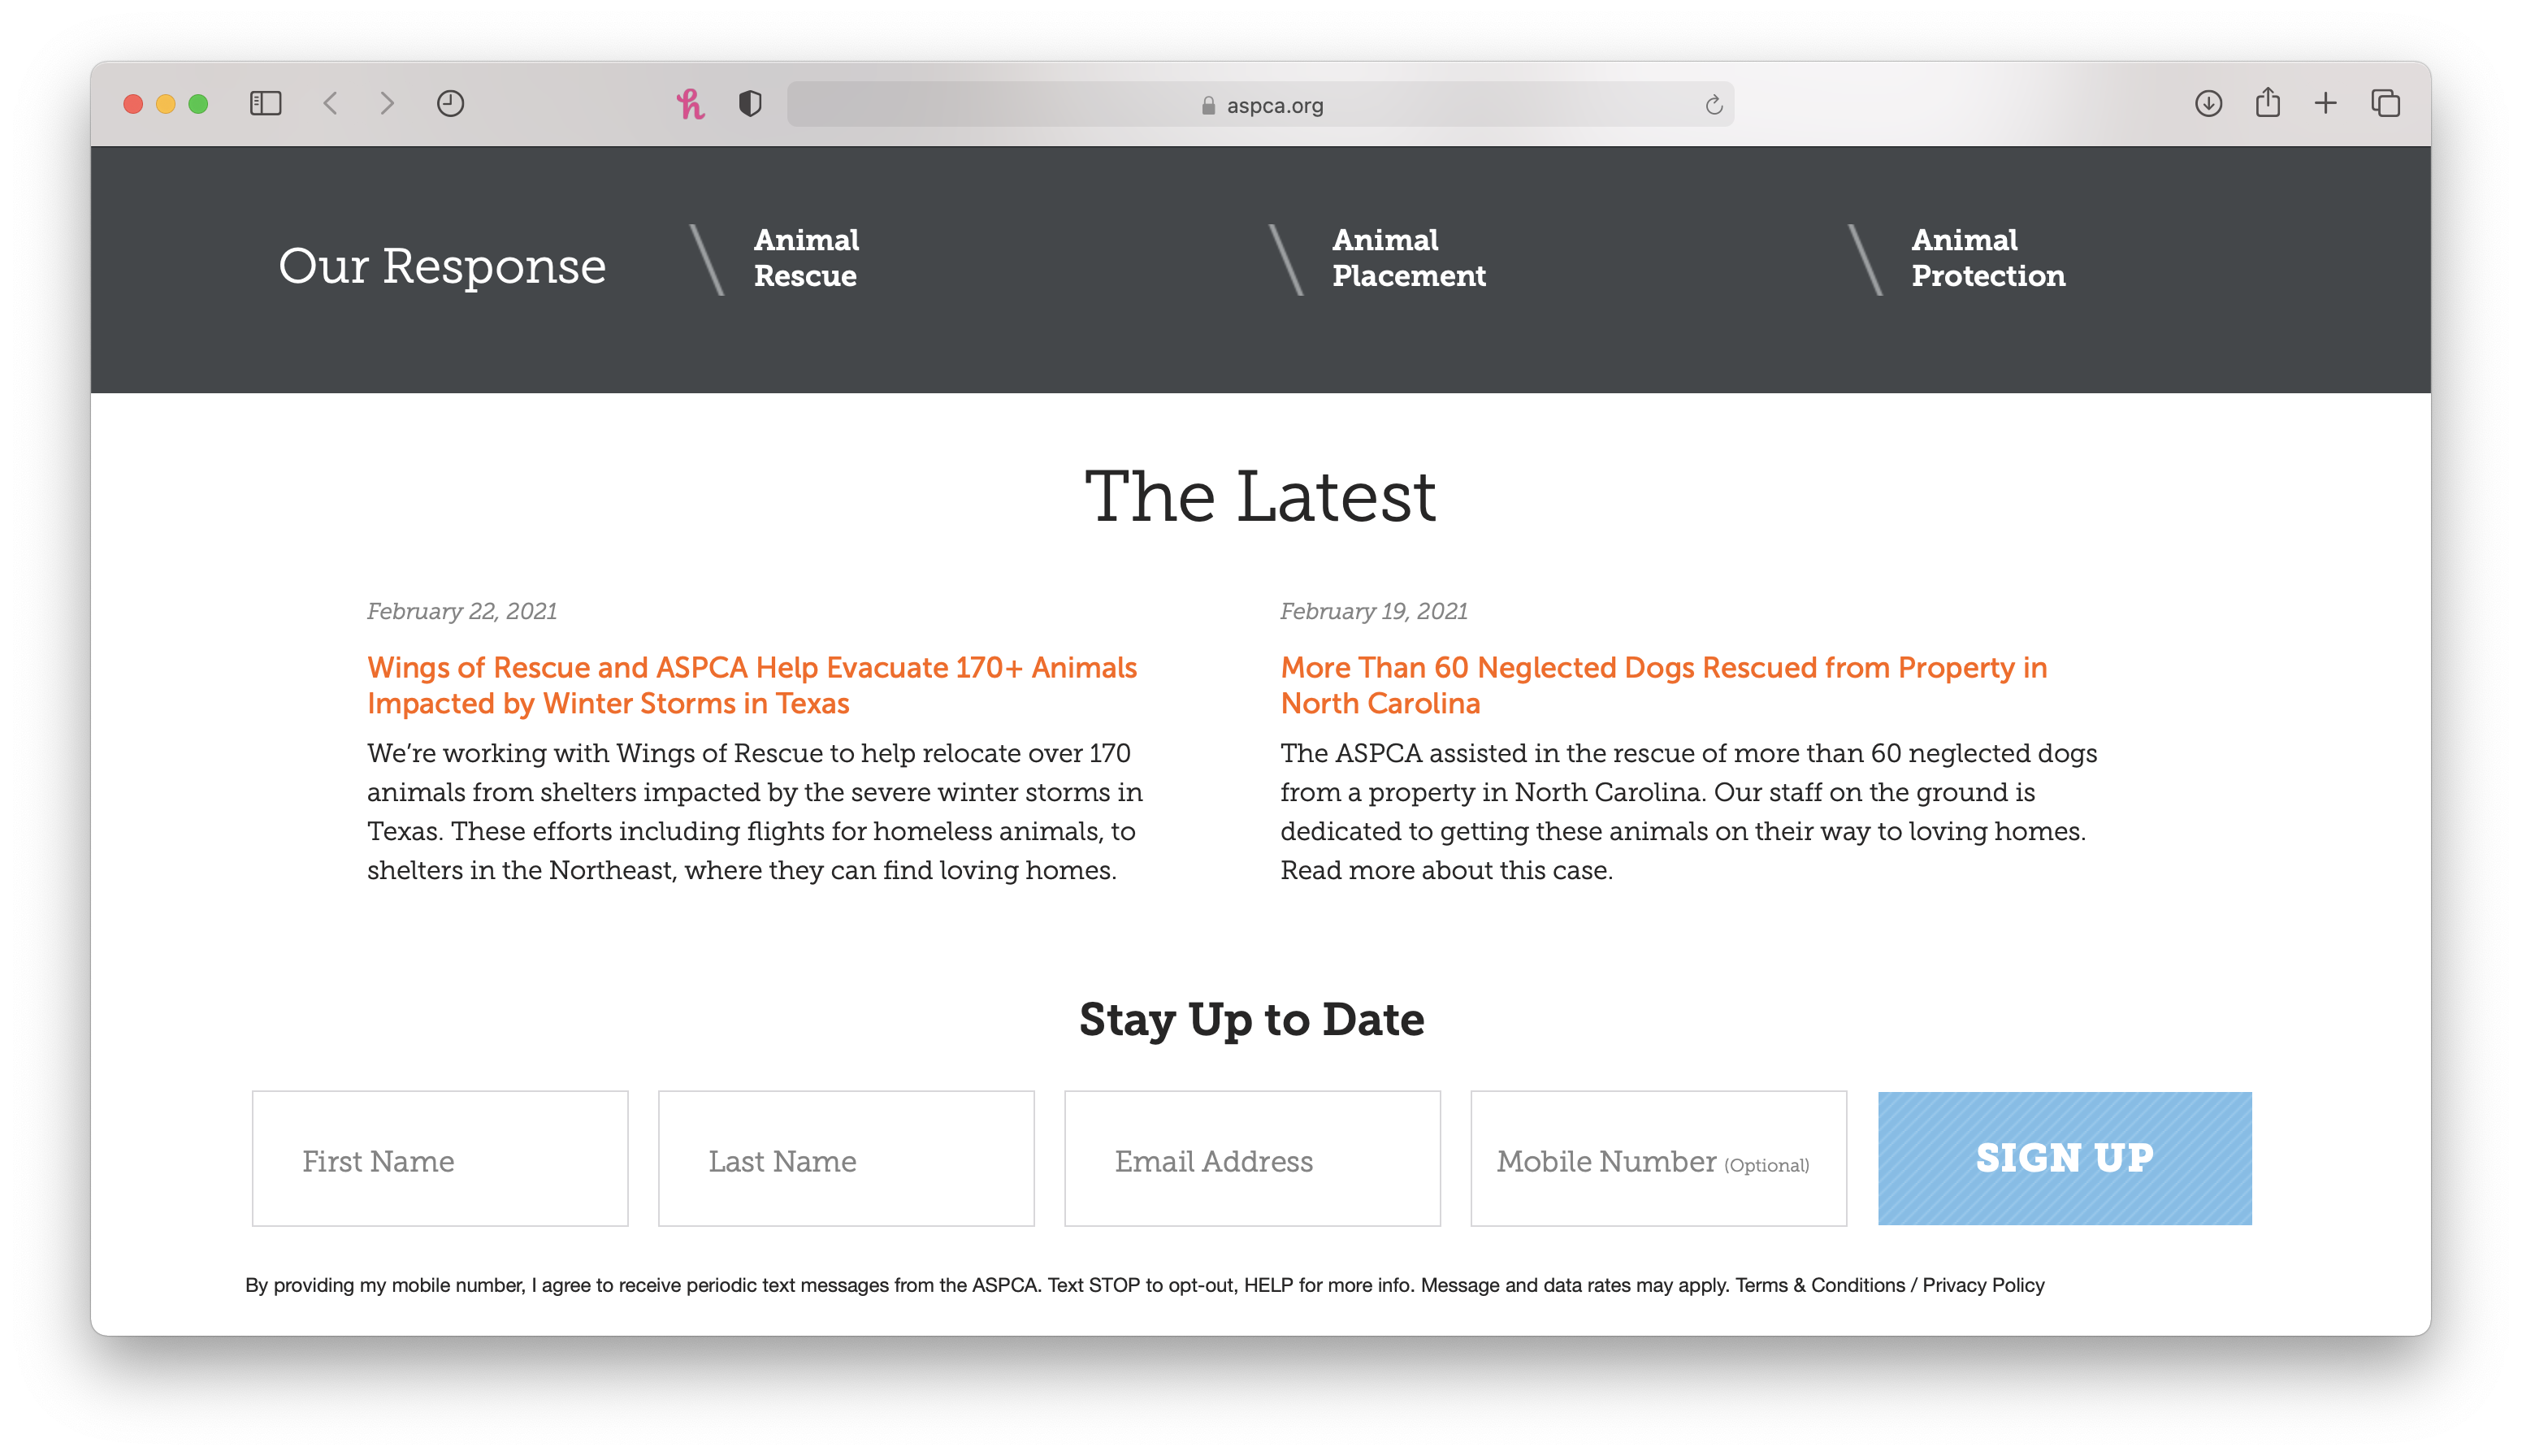 aspca.org
Our Response
Animal
Rescue
Animal
Placement
Animal
Protection
The Latest
February 22, 2021
Wings of Rescue and ASPCA Help Evacuate 170+ Animals
Impacted by Winter Storms in Texas
We’re working with Wings of Rescue to help relocate over 170
animals from shelters impacted by the severe winter storms in
Texas. These efforts including flights for homeless animals, to
shelters in the Northeast, where they can find loving homes.
February 19, 2021
More Than 60 Neglected Dogs Rescued from Property in
North Carolina
The ASPCA assisted in the rescue of more than 60 neglected dogs
from a property in North Carolina. Our staff on the ground is
dedicated to getting these animals on their way to loving homes.
Read more about this case.
Stay Up to Date
First Name
Last Name
Email Address
Mobile Number (Optional)
SIGN UP
By providing my mobile number, I agree to receive periodic text messages from the ASPCA. Text STOP to opt-out, HELP for more info. Message and data rates may apply. Terms & Conditions / Privacy Policy